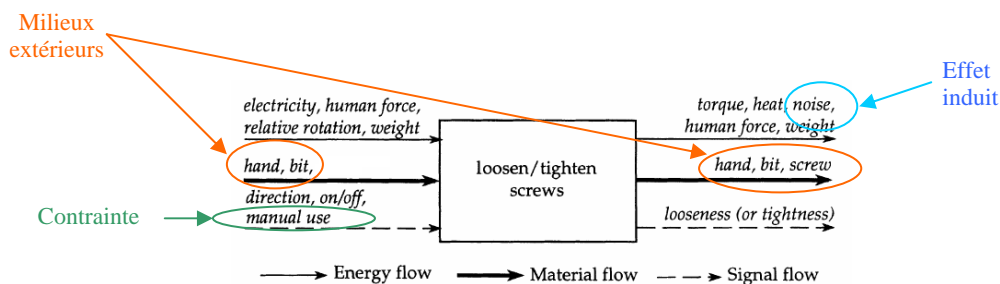 Milieux
extérieurs
Effet
induit
electricity, human force,
relative rotation, weight
torque, heat, noise,
human force, weight
hand, bit,
loosen/tighten
screws
hand, bit, screw
direction, on/off,
manual use
Contrainte
looseness (or tightness)
Energy flow
Material flow
Signal flow